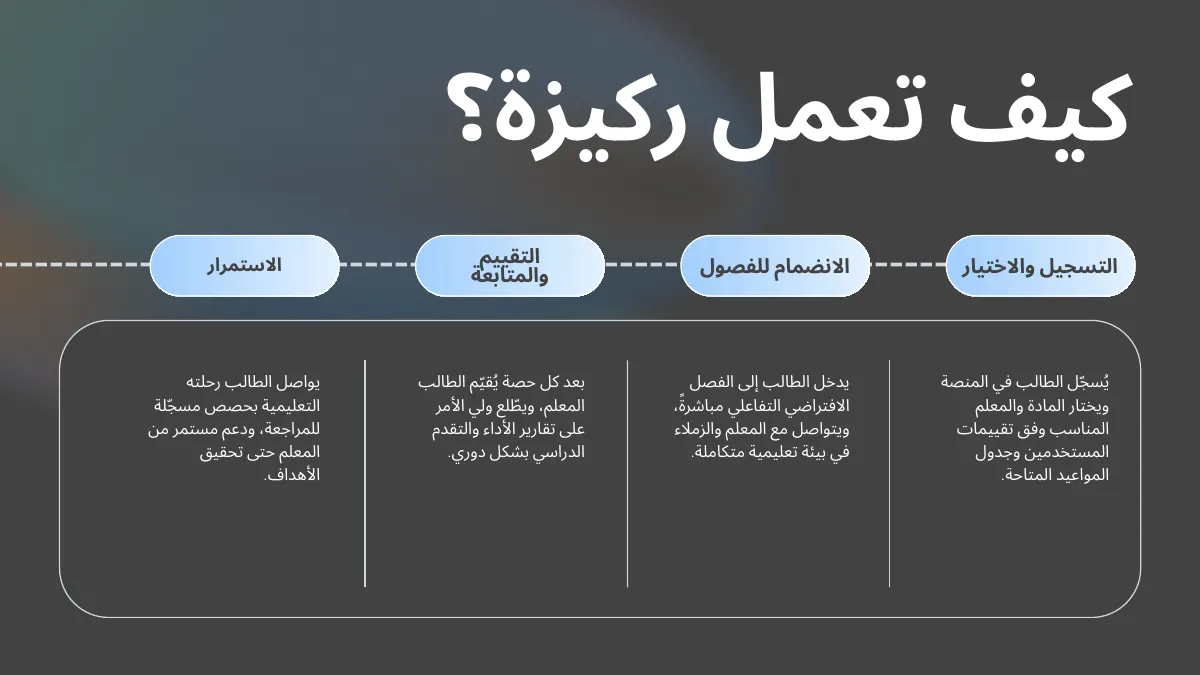 كيف تعمل ركيزة؟
التسجيل والاختيار
الانضمام للفصول
التقييم
والمتابعة
الاستمرار
يُسجّل الطالب في المنصة
ويختار المادة والمعلم
المناسب وفق تقييمات
المستخدمين وجدول
المواعيد المتاحة.
يدخل الطالب إلى الفصل
الافتراضي التفاعلي مباشرةً،
ويتواصل مع المعلم والزملاء
في بيئة تعليمية متكاملة.
بعد كل حصة يُقيّم الطالب
المعلم، ويطّلع ولي الأمر
على تقارير الأداء والتقدم
الدراسي بشكل دوري.
يواصل الطالب رحلته
التعليمية بحصص مسجّلة
للمراجعة، ودعم مستمر من
المعلم حتى تحقيق
الأهداف.